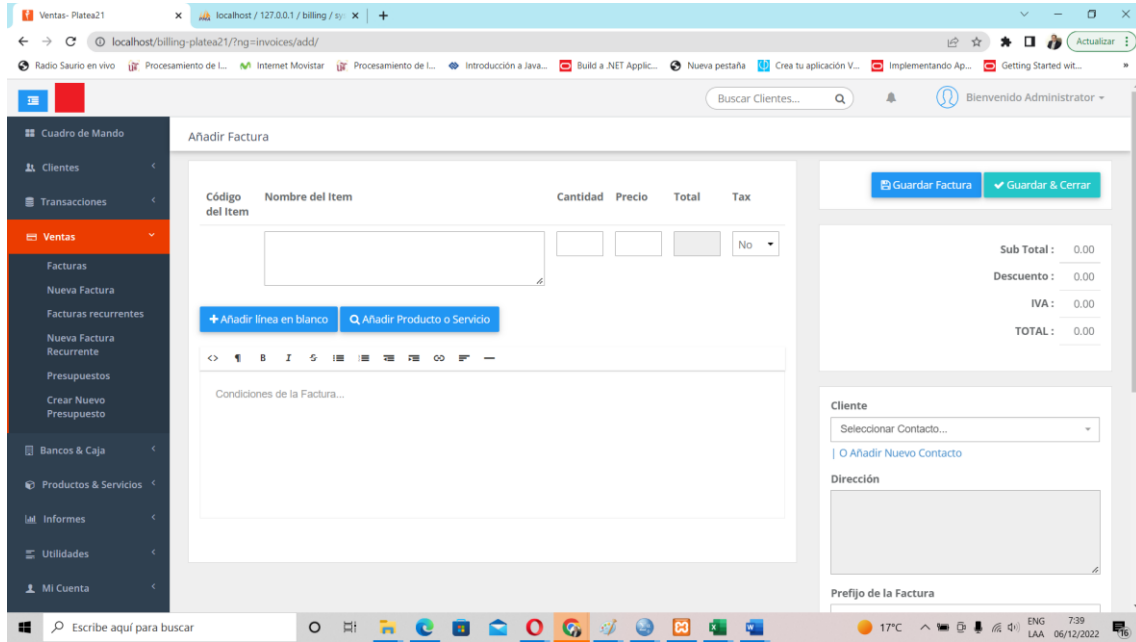 Ventas- Platea21
localhost / 127.0.0.1 / billing / sy
localhost/billing-platea21/?ng=invoices/add/
Actualizar
Radio Saurio en vivo
Procesamiento de l...
Internet Movistar
Procesamiento de l...
Introducción a Java...
Build a .NET Applic...
Nueva pestaña
Crea tu aplicación V...
Implementando Ap...
Getting Started wit...
»
Buscar Clientes...
Bienvenido Administrator
Cuadro de Mando
Clientes
Transacciones
Ventas
Facturas
Nueva Factura
Facturas recurrentes
Nueva Factura
Recurrente
Presupuestos
Crear Nuevo
Presupuesto
Bancos & Caja
Productos & Servicios
Informes
Utilidades
Mi Cuenta
Añadir Factura
Código
del Item
Nombre del Item
Cantidad
Precio
Total
Tax
No
Añadir línea en blanco
Añadir Producto o Servicio
B I S
Condiciones de la Factura...
Guardar Factura
Guardar & Cerrar
Sub Total : 0.00
Descuento : 0.00
IVA : 0.00
TOTAL : 0.00
Cliente
Seleccionar Contacto...
| O Añadir Nuevo Contacto
Dirección
Prefijo de la Factura
Escribe aquí para buscar
17°C
ENG
LAA
7:39
06/12/2022
16